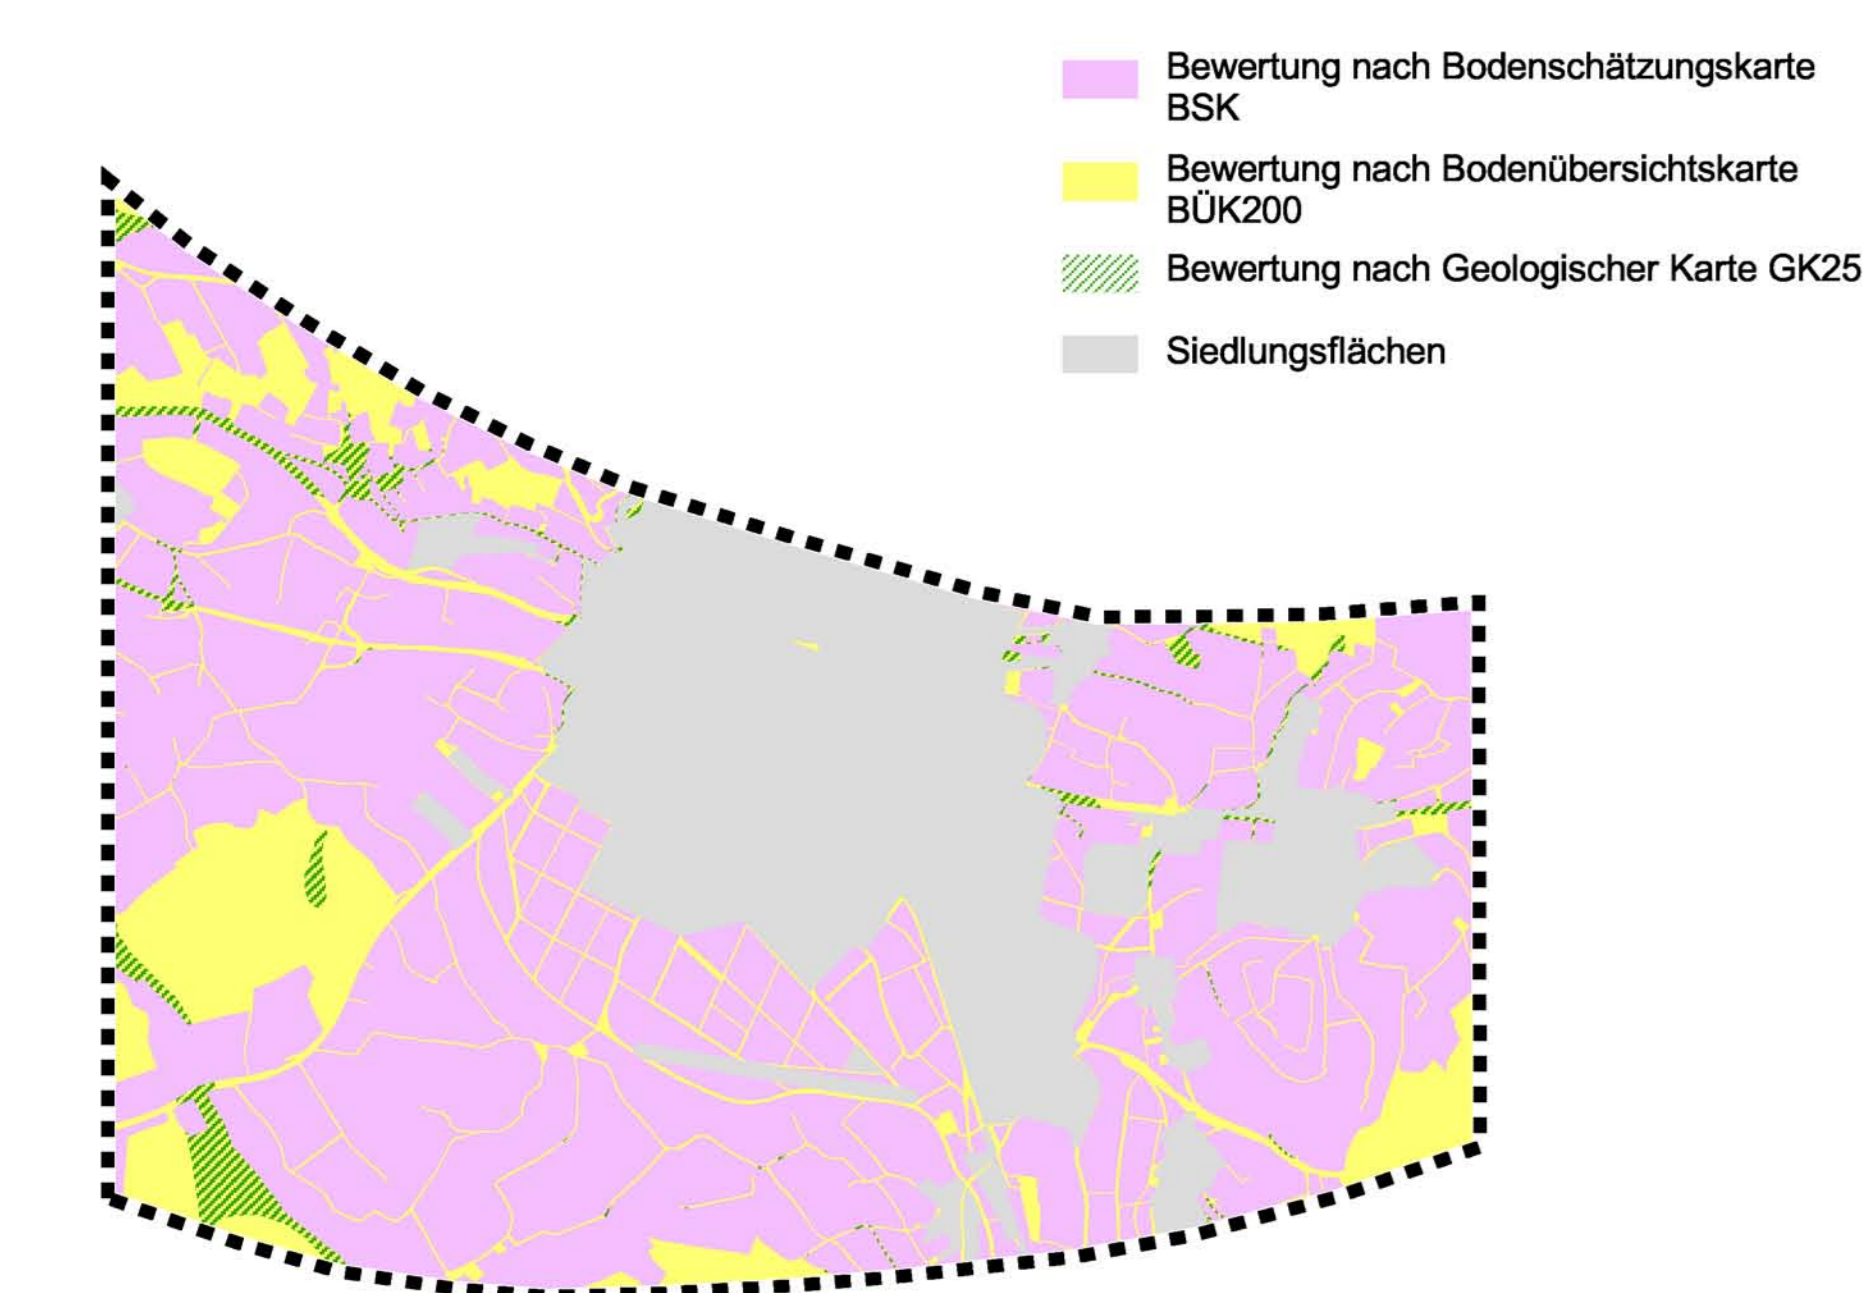 Bewertung nach Bodenschätzungskarte
BSK
Bewertung nach Bodenübersichtskarte
BÜK200
Bewertung nach Geologischer Karte GK25
Siedlungsflächen